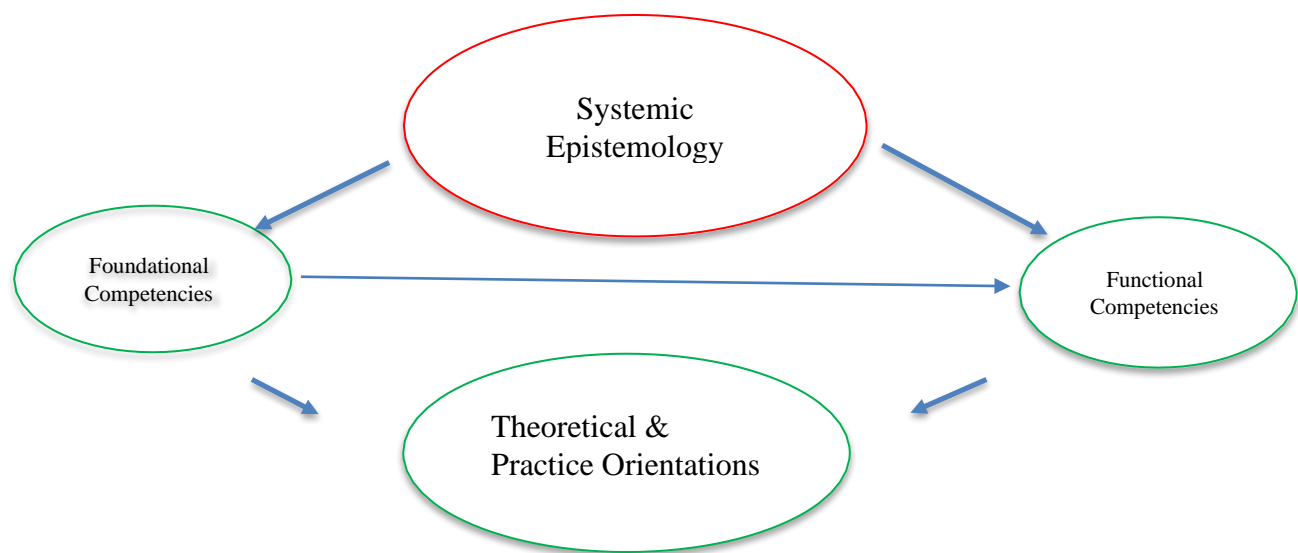 Systemic
Epistemology
Foundational
Competencies
Functional
Competencies
Theoretical &
Practice Orientations